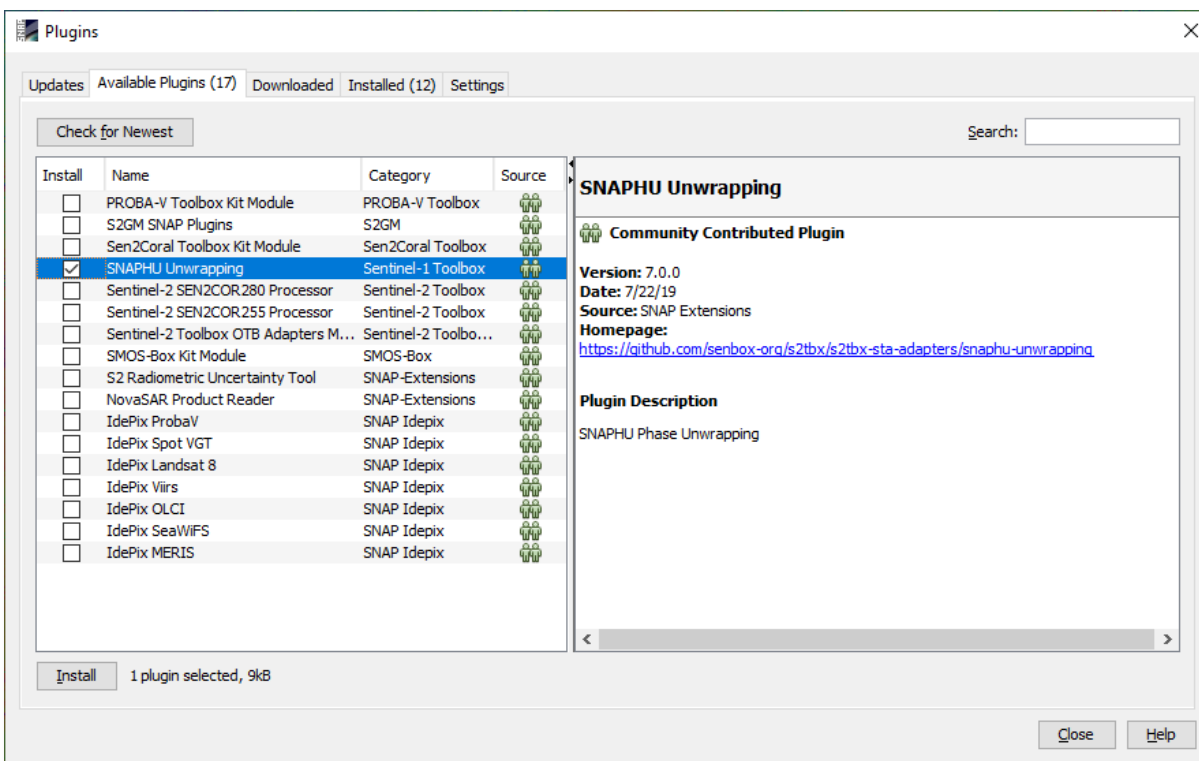 Plugins
Updates Available Plugins (17) Downloaded Installed (12) Settings
Check for Newest Search:
Install Name Category Source
PROBA-V Toolbox Kit Module PROBA-V Toolbox
S2GM SNAP Plugins S2GM
Sen2Coral Toolbox Kit Module Sen2Coral Toolbox
SNAPHU Unwrapping Sentinel-1 Toolbox
Sentinel-2 SEN2COR280 Processor Sentinel-2 Toolbox
Sentinel-2 SEN2COR255 Processor Sentinel-2 Toolbox
Sentinel-2 Toolbox OTB Adapters M... Sentinel-2 Toolbo...
SMOS-Box Kit Module SMOS-Box
S2 Radiometric Uncertainty Tool SNAP-Extensions
NovaSAR Product Reader SNAP-Extensions
IdePix ProbaV SNAP Idepix
IdePix Spot VGT SNAP Idepix
IdePix Landsat 8 SNAP Idepix
IdePix Viirs SNAP Idepix
IdePix OLCI SNAP Idepix
IdePix SeaWiFS SNAP Idepix
IdePix MERIS SNAP Idepix
SNAPHU Unwrapping
Community Contributed Plugin
Version: 7.0.0
Date: 7/22/19
Source: SNAP Extensions
Homepage:
https://github.com/senbox-org/s2tbx/s2tbx-sta-adapters/snaphu-unwrapping
Plugin Description
SNAPHU Phase Unwrapping
Install 1 plugin selected, 9kB
Close Help